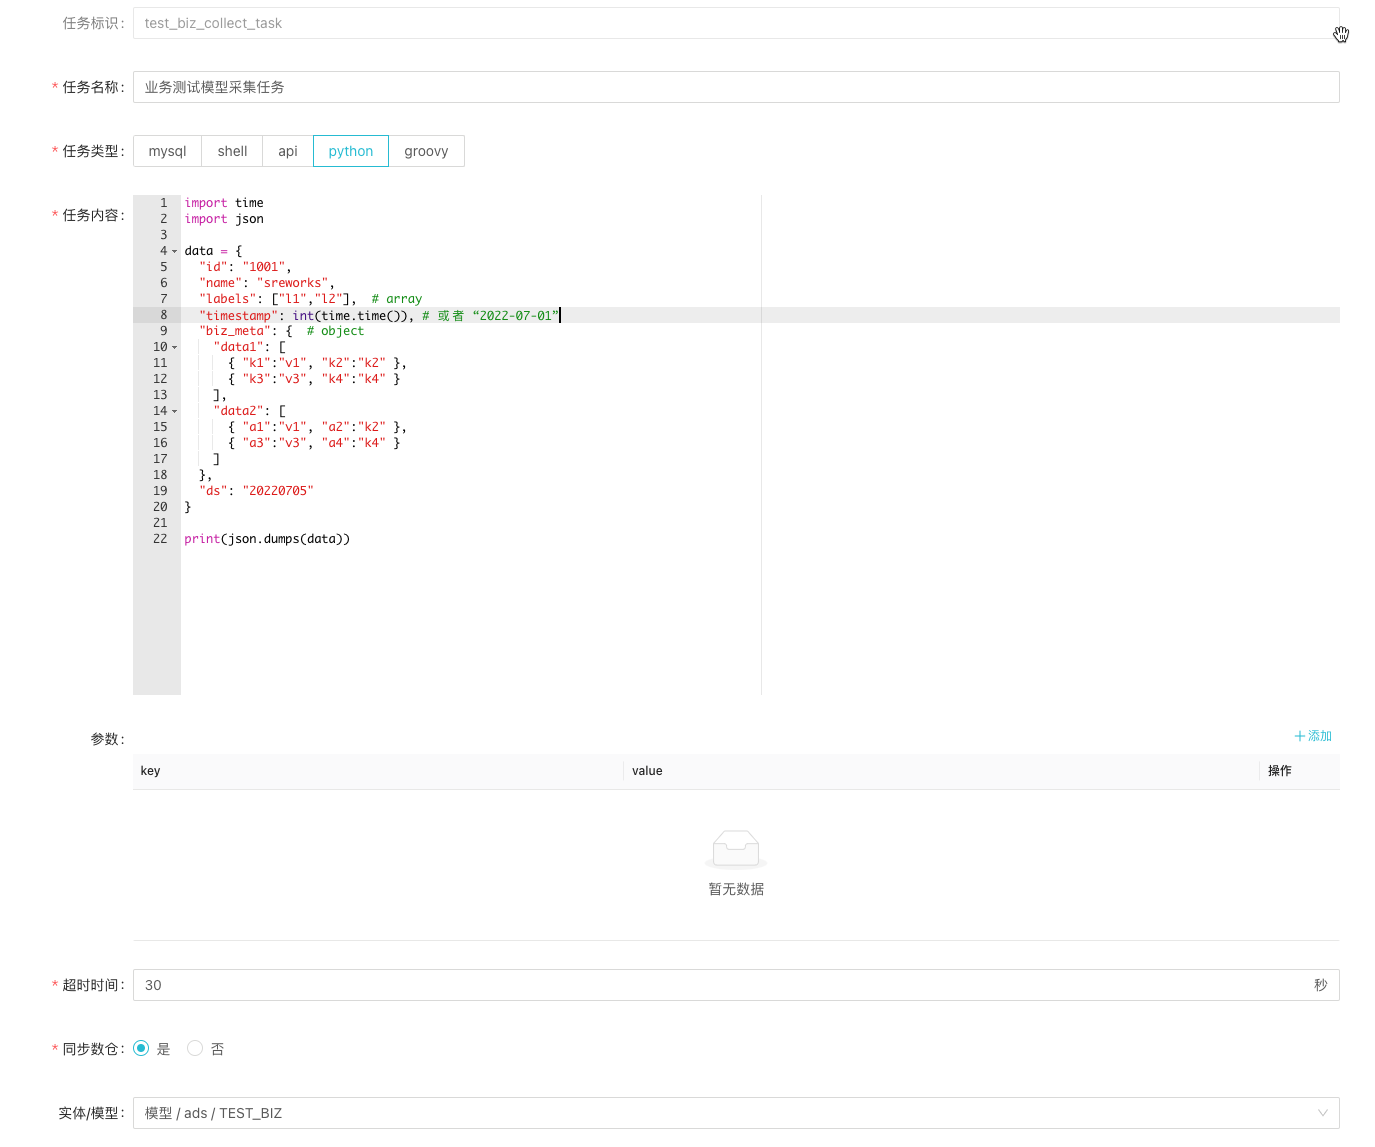 任务标识: test_biz_collect_task
* 任务名称: 业务测试模型采集任务
* 任务类型: mysql shell api python groovy
* 任务内容:
1 import time
2 import json
3
4 data = {
5   "id": "1001",
6   "name": "sreworks",
7   "labels": ["l1","l2"],  # array
8   "timestamp": int(time.time()), # 或者 “2022-07-01”
9   "biz_meta": {  # object
10     "data1": [
11       { "k1":"v1", "k2":"k2" },
12       { "k3":"v3", "k4":"k4" }
13     ],
14     "data2": [
15       { "a1":"v1", "a2":"k2" },
16       { "a3":"v3", "a4":"k4" }
17     ]
18   },
19   "ds": "20220705"
20 }
21
22 print(json.dumps(data))
参数: +添加
key value 操作
暂无数据
* 超时时间: 30 秒
* 同步数仓: 是 否
实体/模型: 模型 / ads / TEST_BIZ